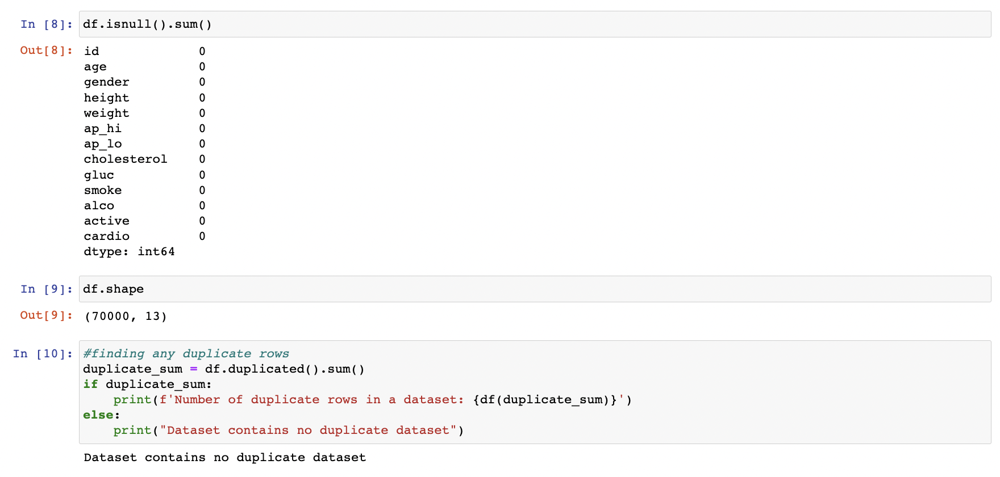 In [8]: df.isnull().sum()
Out[8]: id 0
age 0
gender 0
height 0
weight 0
ap_hi 0
ap_lo 0
cholesterol 0
gluc 0
smoke 0
alco 0
active 0
cardio 0
dtype: int64
In [9]: df.shape
Out[9]: (70000, 13)
In [10]: #finding any duplicate rows
duplicate_sum = df.duplicated().sum()
if duplicate_sum:
    print(f'Number of duplicate rows in a dataset: {df(duplicate_sum)}')
else:
    print("Dataset contains no duplicate dataset")
Dataset contains no duplicate dataset